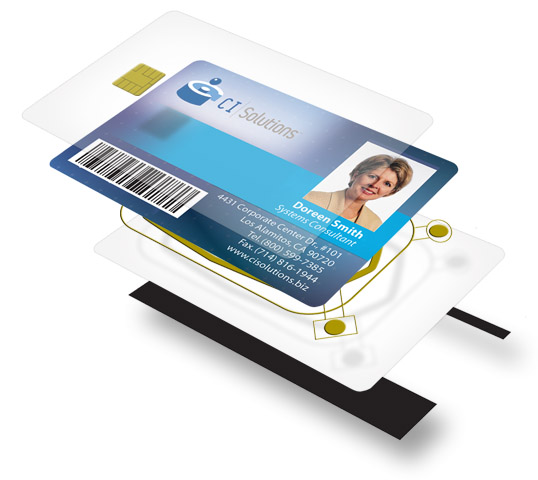 CI Solutions
Doreen Smith
Systems Consultant
4431 Corporate Center Dr. #101
Los Alamitos, CA 90720
Tel.(800) 599-7385
Fax. (714) 816-1944
www.cisolutions.biz